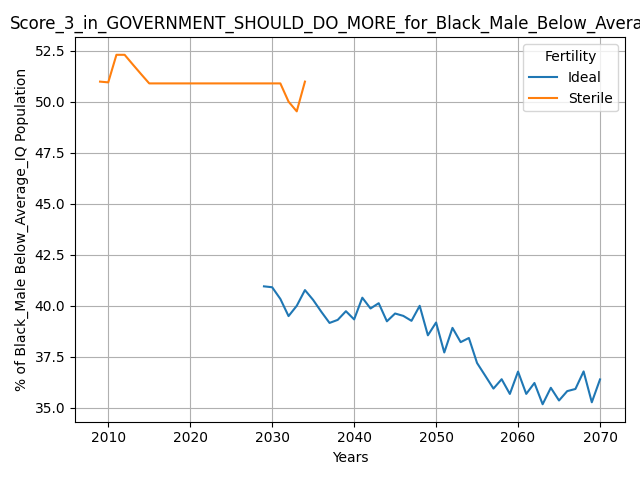 Score_3_in_GOVERNMENT_SHOULD_DO_MORE_for_Black_Male_Below_Avera
% of Black_Male Below_Average_IQ Population
52.5
50.0
47.5
45.0
42.5
40.0
37.5
35.0
Fertility
Ideal
Sterile
2010 2020 2030 2040 2050 2060 2070
Years